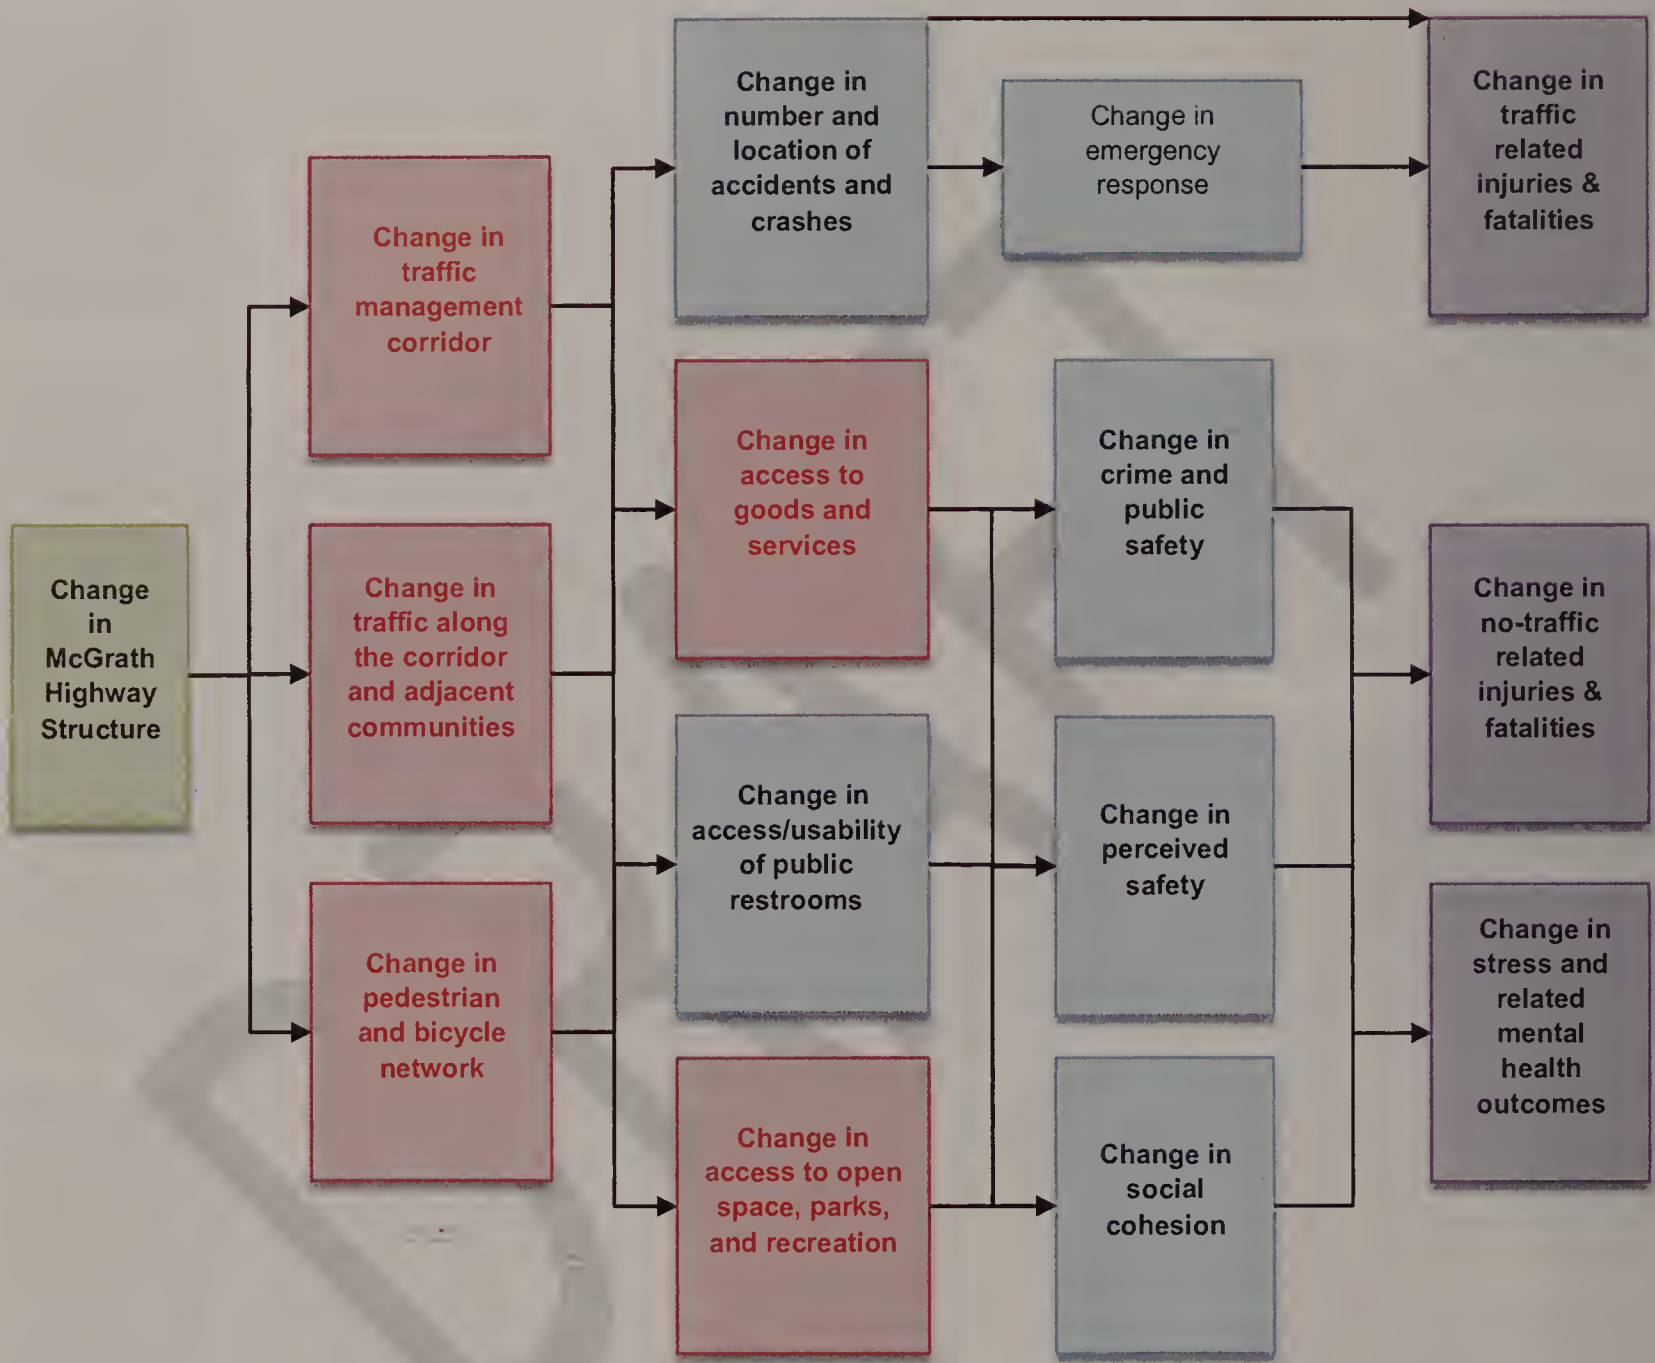 Change
in
McGrath
Highway
Structure
Change in
traffic
management
corridor
Change in
traffic along
the corridor
and adjacent
communities
Change in
pedestrian
and bicycle
network
Change in
number and
location of
accidents and
crashes
Change in
access to
goods and
services
Change in
access/usability
of public
restrooms
Change in
access to open
space, parks,
and recreation
Change in
emergency
response
Change in
crime and
public
safety
Change in
perceived
safety
Change in
social
cohesion
Change in
traffic
related
injuries &
fatalities
Change in
no-traffic
related
injuries &
fatalities
Change in
stress and
related
mental
health
outcomes
DRAFT